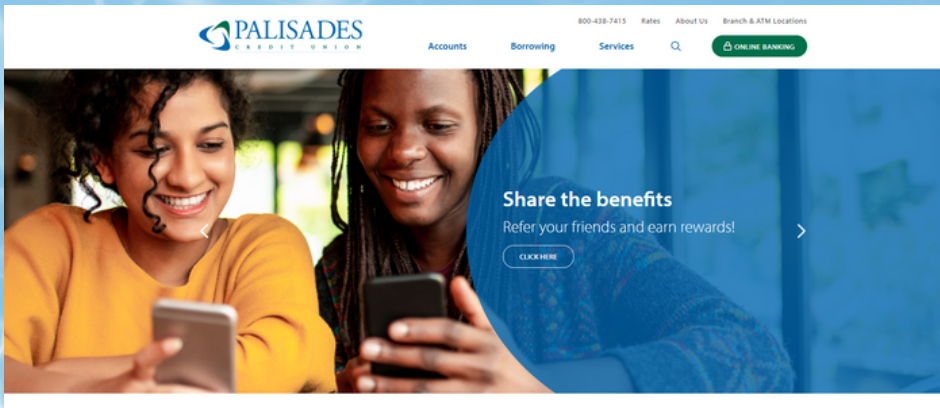 800-438-7415 Rates About Us Branch & ATM Locations
PALISADES
CREDIT UNION
Accounts Borrowing Services ONLINE BANKING
Share the benefits
Refer your friends and earn rewards!
CLICK HERE